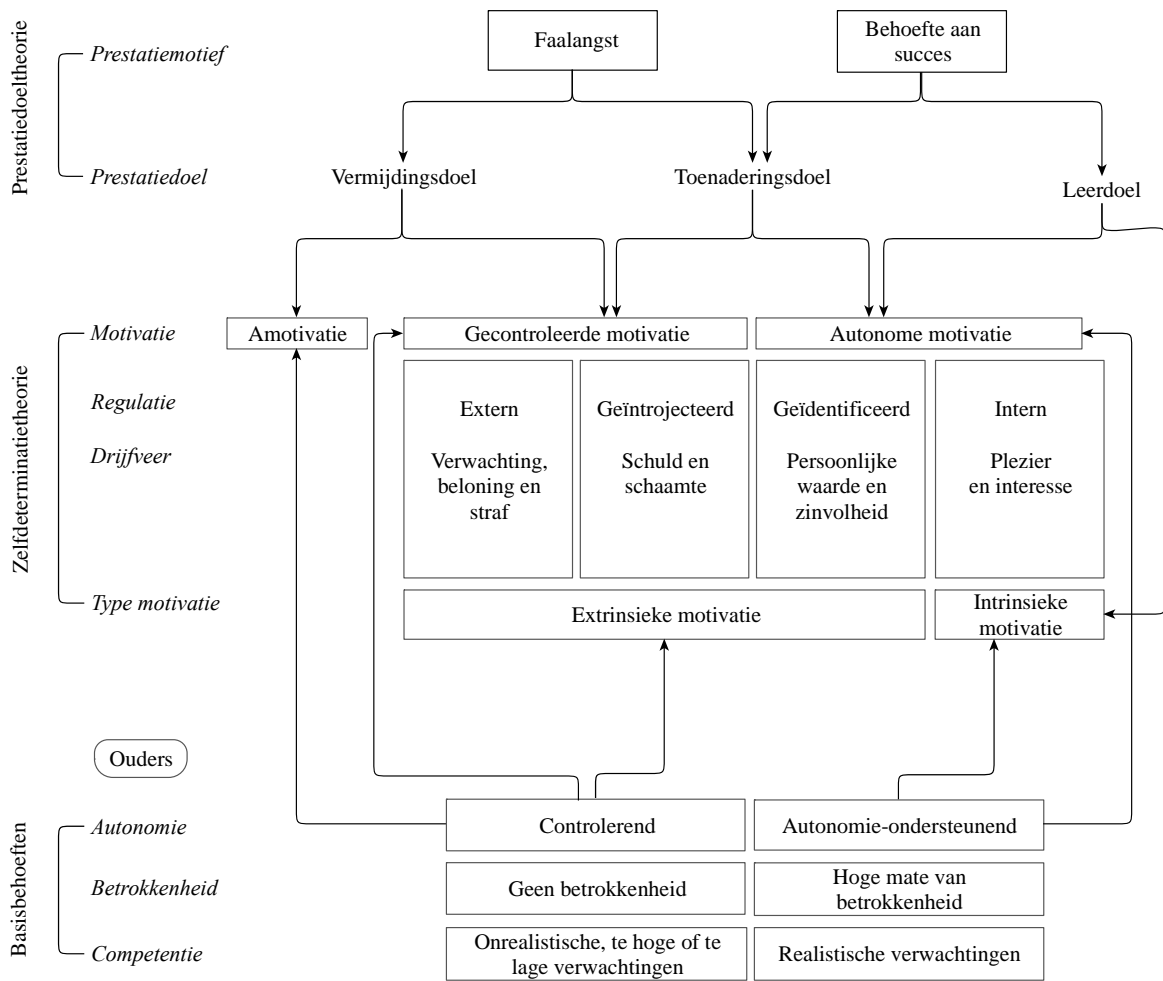 Prestatiedoeltheorie
Prestatiemotief
Faalangst
Behoefte aan
succes
Prestatiedoel
Vermijdingsdoel
Toenaderingsdoel
Leerdoel
Zelfdeterminatietheorie
Motivatie
Amotivatie
Gecontroleerde motivatie
Autonome motivatie
Regulatie
Extern
Geïntrojecteerd
Geïdentificeerd
Intern
Drijfveer
Verwachting,
beloning en
straf
Schuld en
schaamte
Persoonlijke
waarde en
zinvolheid
Plezier
en interesse
Type motivatie
Extrinsieke motivatie
Intrinsieke
motivatie
Ouders
Basisbehoeften
Autonomie
Controlerend
Autonomie-ondersteunend
Betrokkenheid
Geen betrokkenheid
Hoge mate van
betrokkenheid
Competentie
Onrealistische, te hoge of te
lage verwachtingen
Realistische verwachtingen